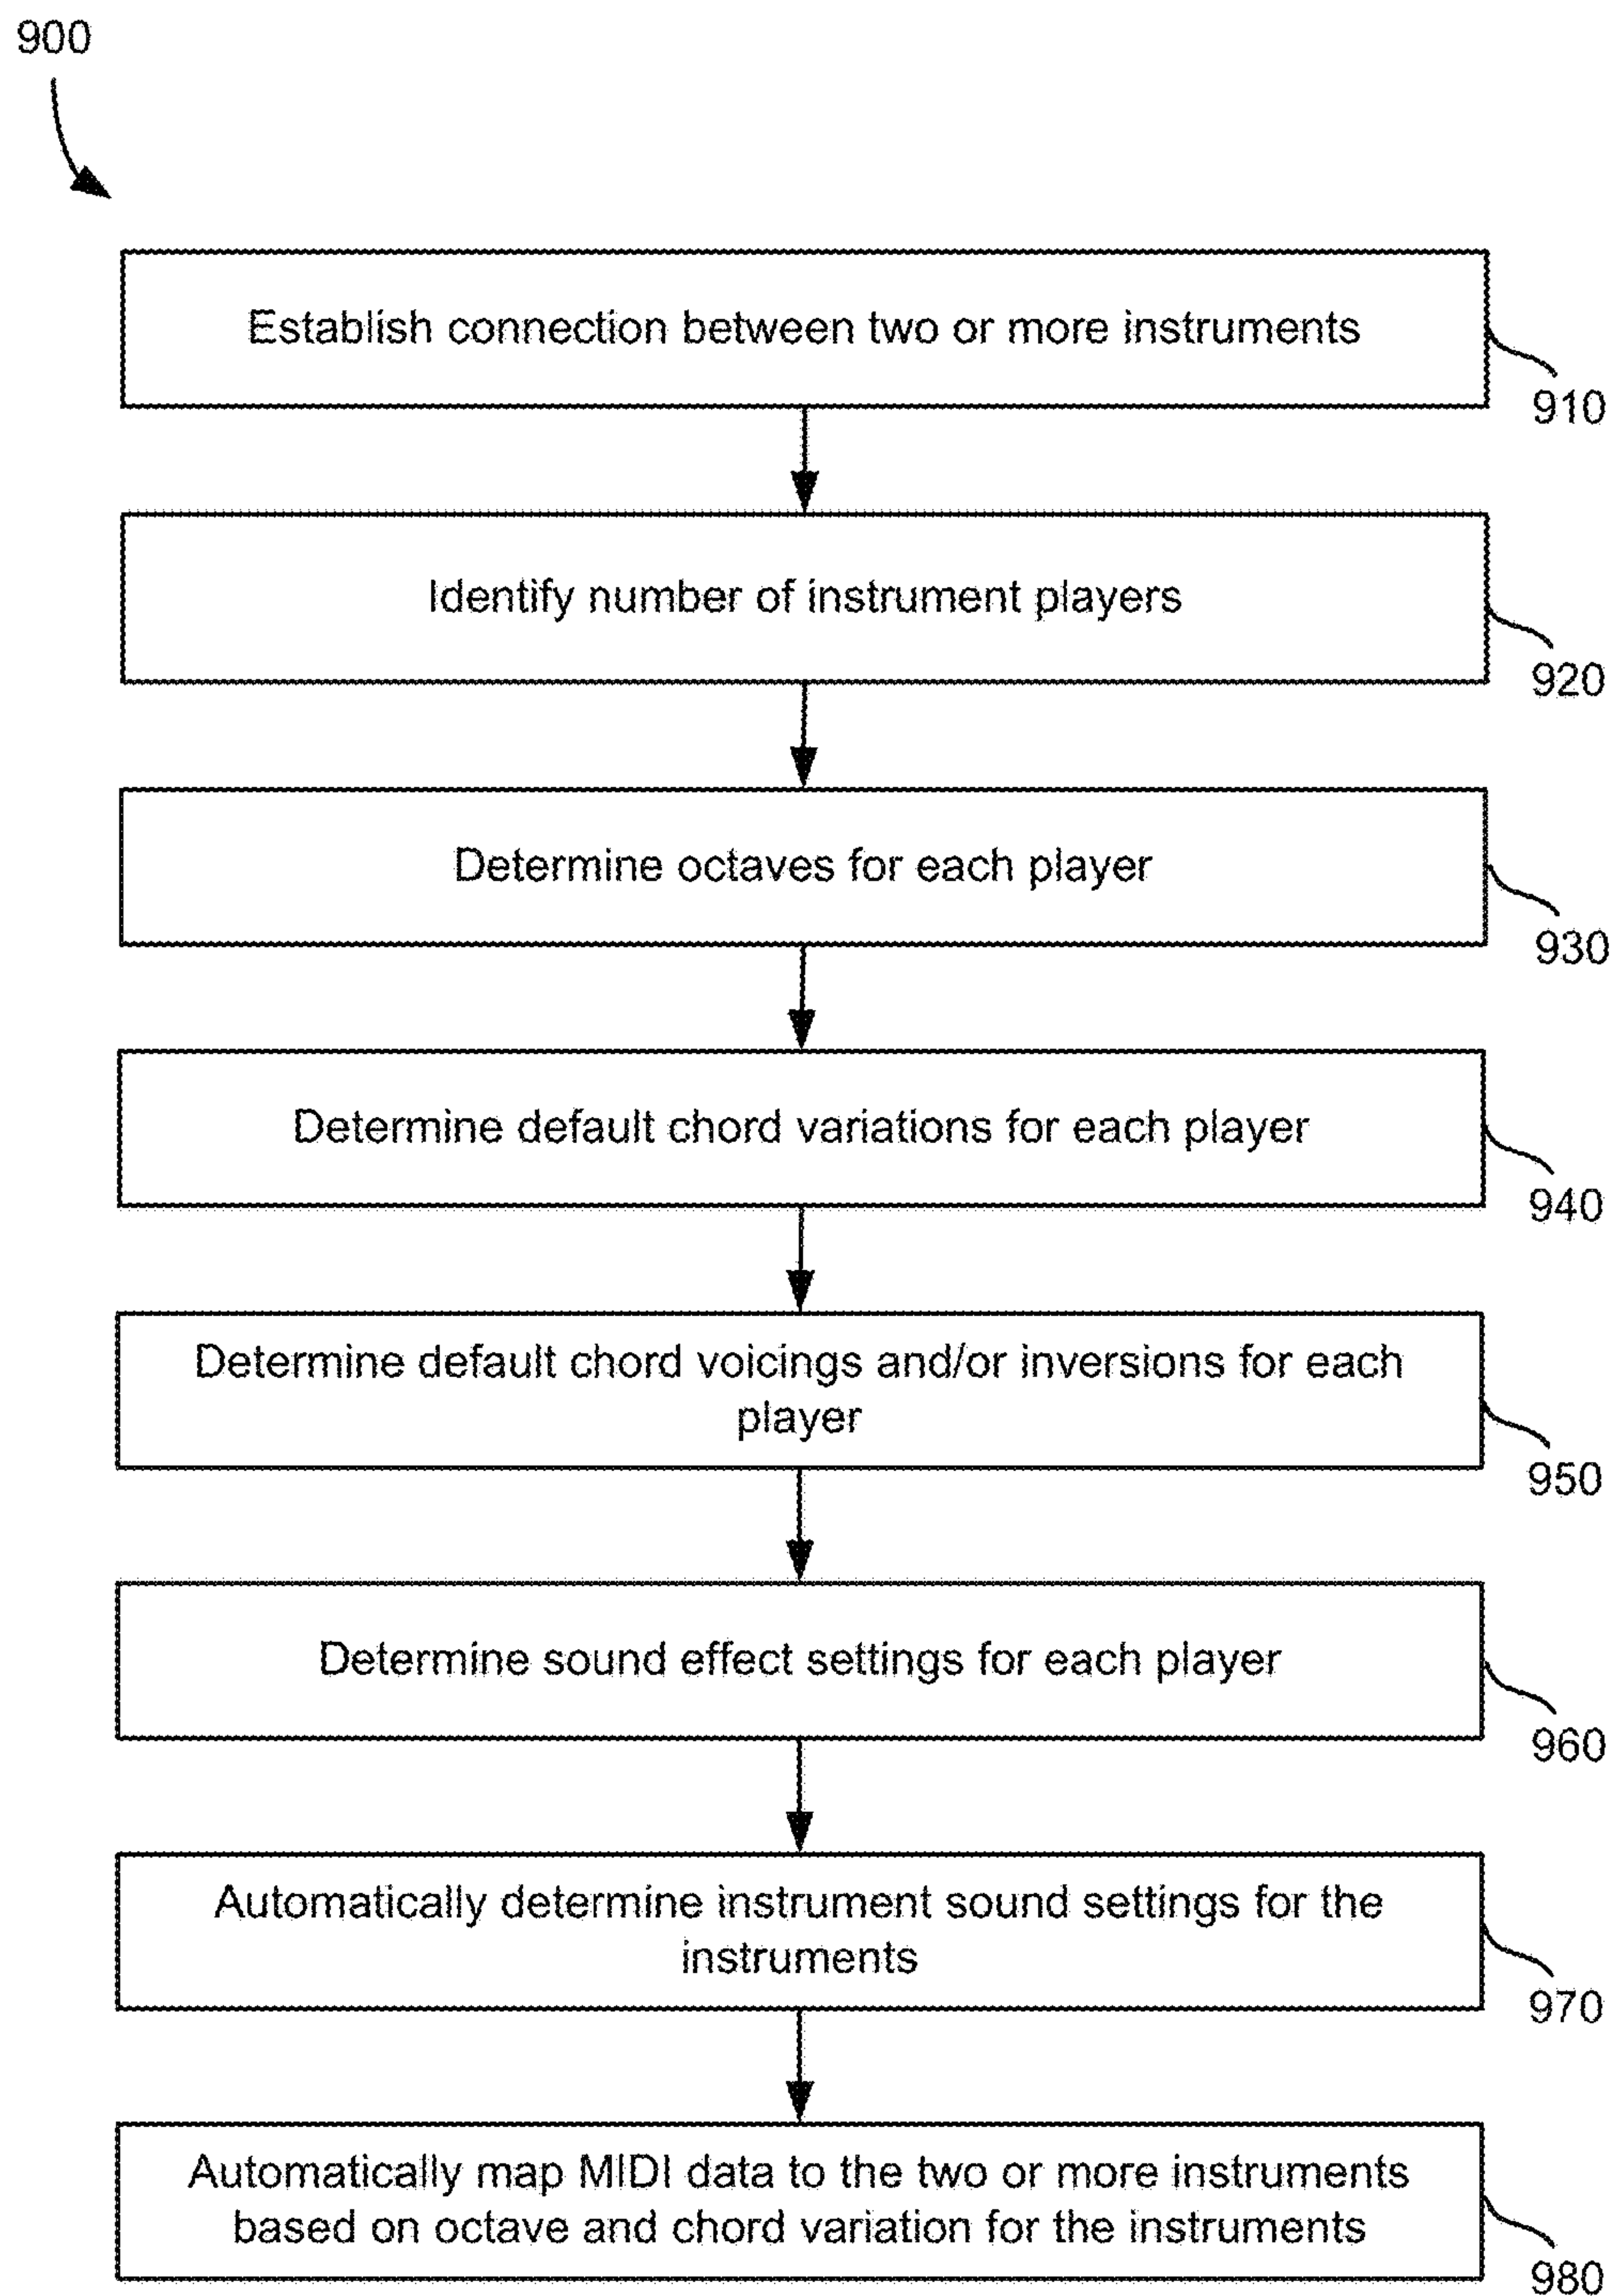 900
Establish connection between two or more instruments
910
Identify number of instrument players
920
Determine octaves for each player
930
Determine default chord variations for each player
940
Determine default chord voicings and/or inversions for each
player
950
Determine sound effect settings for each player
960
Automatically determine instrument sound settings for the
instruments
970
Automatically map MIDI data to the two or more instruments
based on octave and chord variation for the instruments
980